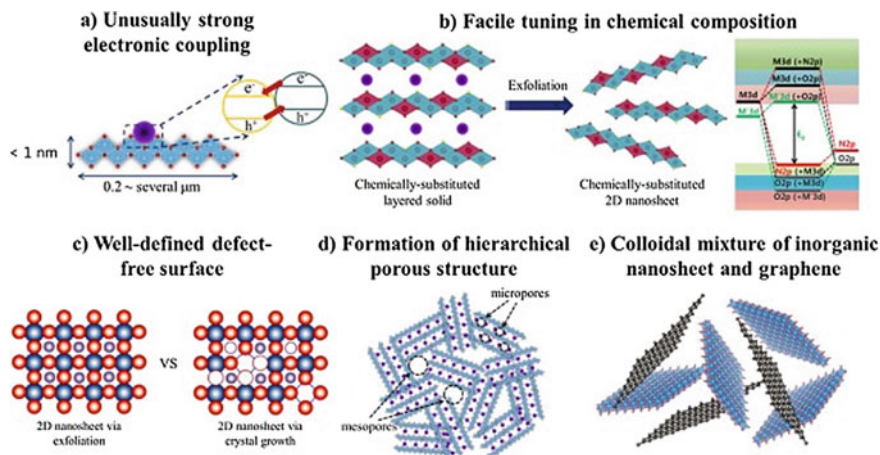 a) Unusually strong
electronic coupling
e-
e-
h+
h+
< 1 nm
0.2 ~ several μm
b) Facile tuning in chemical composition
Exfoliation
Chemically-substituted
layered solid
Chemically-substituted
2D nanosheet
M3d (+N2p)
M3d (+O2p)
M'3d (+O2p)
M3d
M'3d
Eg
N2p
O2p
N2p (+M3d)
O2p (+M3d)
O2p (+M'3d)
c) Well-defined defect-
free surface
VS
2D nanosheet via
exfoliation
2D nanosheet via
crystal growth
d) Formation of hierarchical
porous structure
micropores
mesopores
e) Colloidal mixture of inorganic
nanosheet and graphene